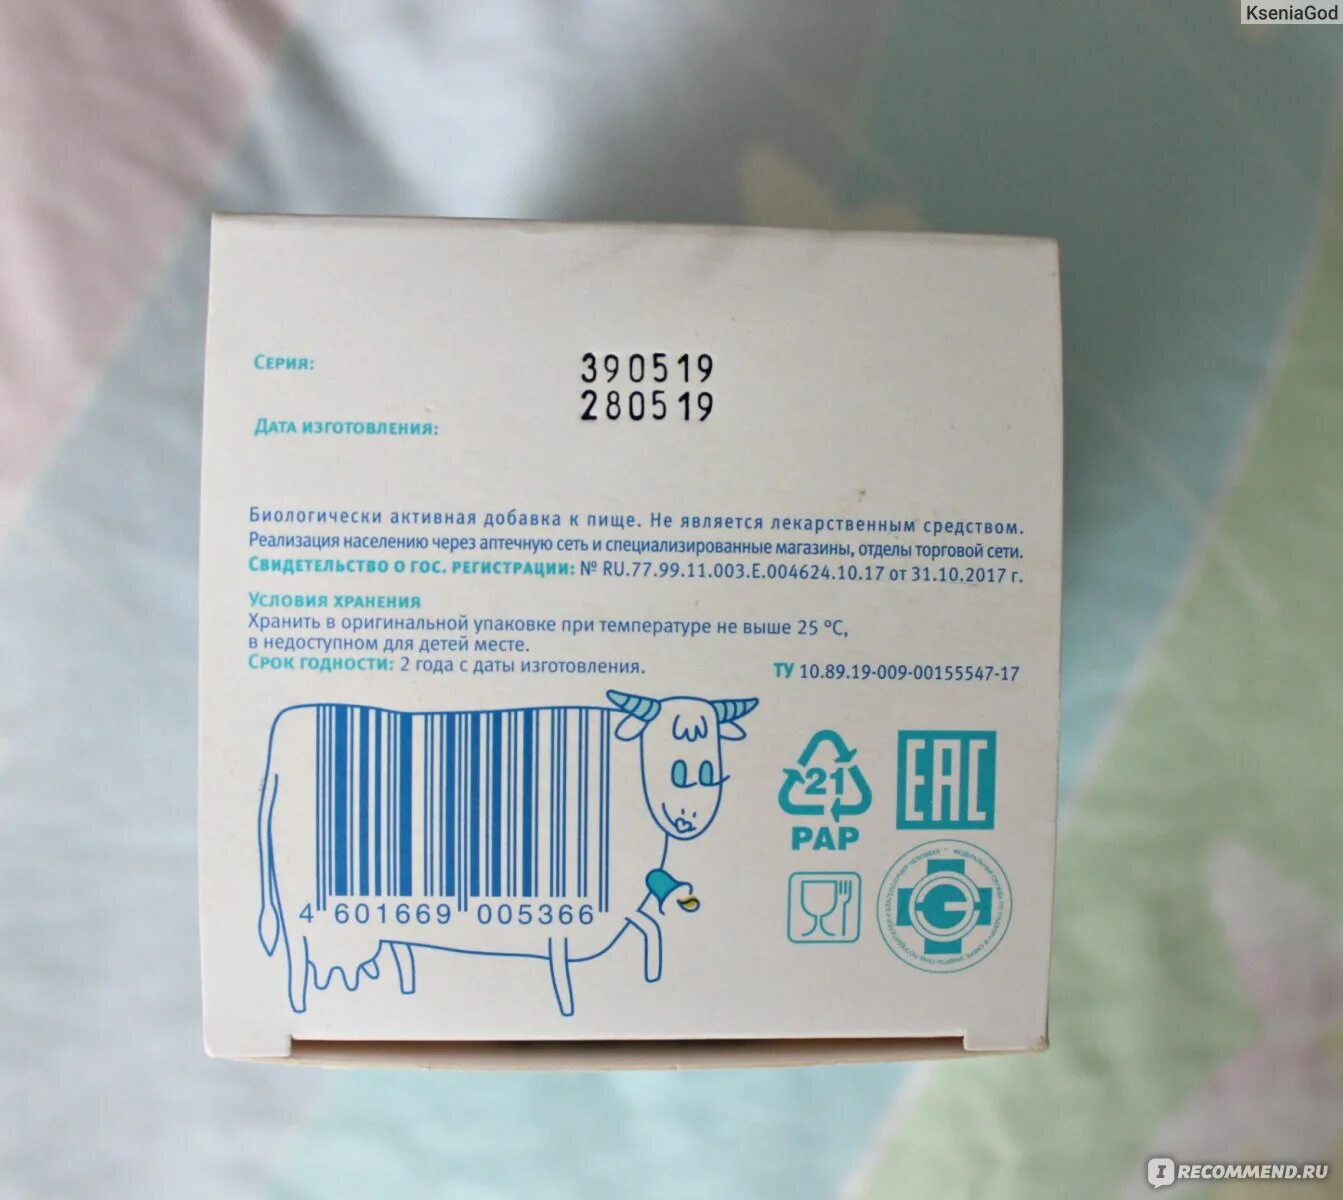 KseniaGod
Серия:
390519
280519
Дата изготовления:
Биологически активная добавка к пище. Не является лекарственным средством.
Реализация населению через аптечную сеть и специализированные магазины, отделы торговой сети.
Свидетельство о гос. регистрации: № RU.77.99.11.003.Е.004624.10.17 от 31.10.2017 г.
Условия хранения
Хранить в оригинальной упаковке при температуре не выше 25 °С,
в недоступном для детей месте.
Срок годности: 2 года с даты изготовления.
ТУ 10.89.19-009-00155547-17
21
PAP
EAC
4 601669 005366
I RECOMMEND.RU